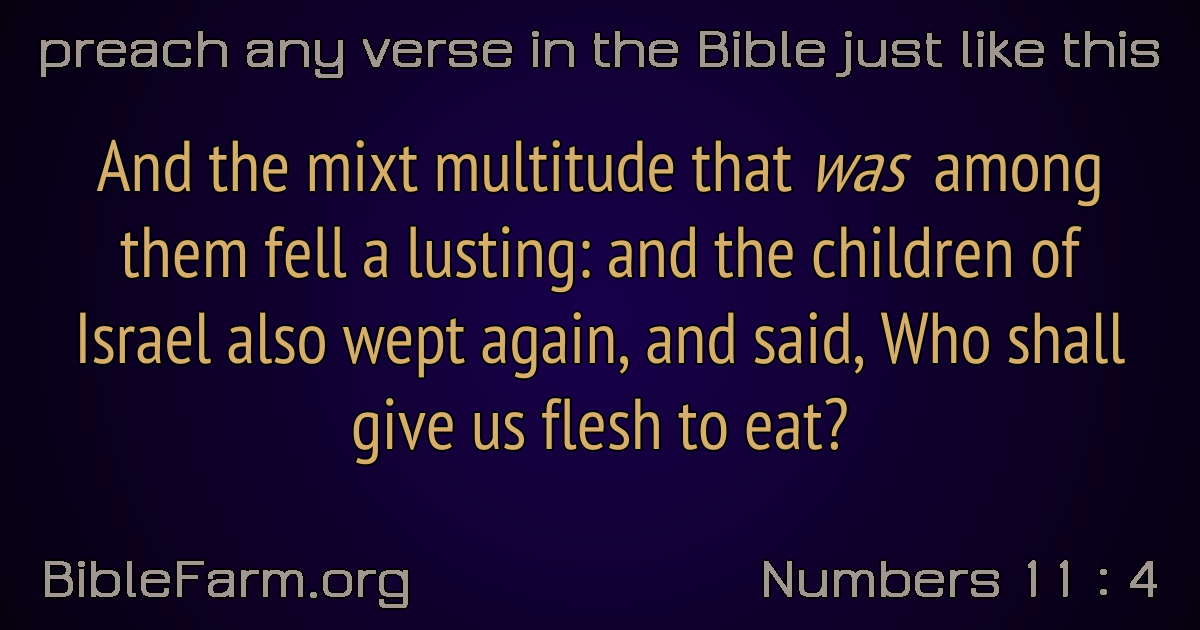 preach any verse in the Bible just like this
And the mixt multitude that was among
them fell a lusting: and the children of
Israel also wept again, and said, Who shall
give us flesh to eat?
BibleFarm.org
Numbers 11 : 4